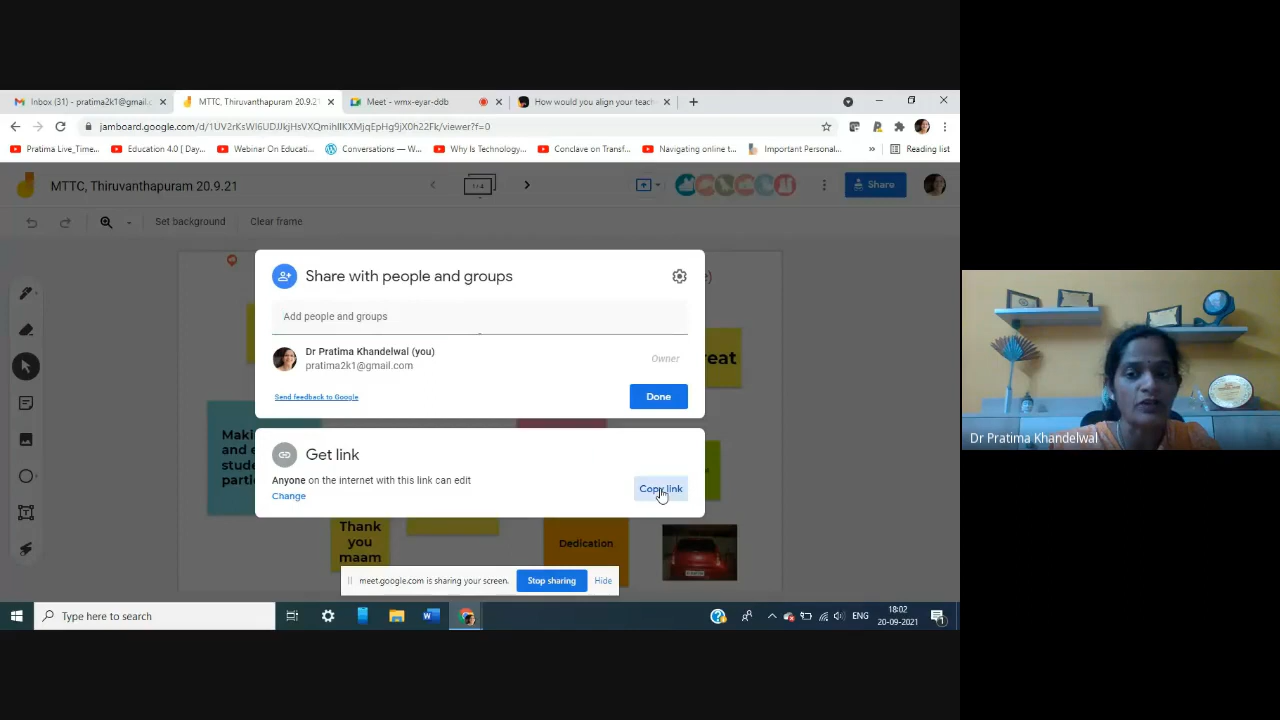 Inbox (31) - pratima2k1@gmail.c
MTTC, Thiruvanthapuram 20.9.21
Meet - wmx-eyar-ddb
How would you align your teach
jamboard.google.com/d/
/viewer?f=0
Pratima Live_Time...
Education 4.0 [ Day...
Webinar On Educati...
Conversations — W...
Why Is Technology...
Conclave on Transf...
Navigating online t...
Important Personal...
»
Reading list
MTTC, Thiruvanthapuram 20.9.21
1 / 4
Share
Set background
Clear frame
Share with people and groups
Add people and groups
Dr Pratima Khandelwal (you)
pratima2k1@gmail.com
Owner
Send feedback to Google
Done
eat
Maki
and e
stude
parti
Get link
Anyone on the internet with this link can edit
Change
Copy link
Thank
you
maam
Dedication
meet.google.com is sharing your screen.
Stop sharing
Hide
Type here to search
ENG
18:02
20-09-2021
Dr Pratima Khandelwal